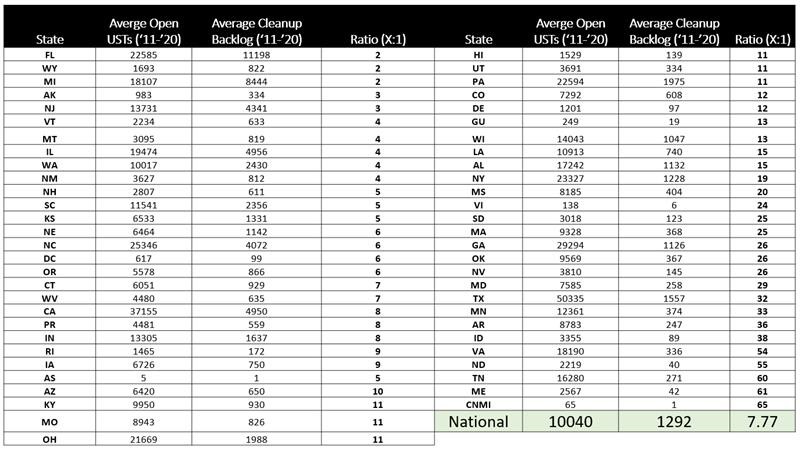 State Averge Open USTs ('11-'20) Average Cleanup Backlog ('11-'20) Ratio (X:1)
FL 22585 11198 2
WY 1693 822 2
MI 18107 8444 2
AK 983 334 3
NJ 13731 4341 3
VT 2234 633 4
MT 3095 819 4
IL 19474 4956 4
WA 10017 2430 4
NM 3627 812 4
NH 2807 611 5
SC 11541 2356 5
KS 6533 1331 5
NE 6464 1142 6
NC 25346 4072 6
DC 617 99 6
OR 5578 866 6
CT 6051 929 7
WV 4480 635 7
CA 37155 4950 8
PR 4481 559 8
IN 13305 1637 8
RI 1465 172 9
IA 6726 750 9
AS 5 1 5
AZ 6420 650 10
KY 9950 930 11
MO 8943 826 11
OH 21669 1988 11
State Averge Open USTs ('11-'20) Average Cleanup Backlog ('11-'20) Ratio (X:1)
HI 1529 139 11
UT 3691 334 11
PA 22594 1975 11
CO 7292 608 12
DE 1201 97 12
GU 249 19 13
WI 14043 1047 13
LA 10913 740 15
AL 17242 1132 15
NY 23327 1228 19
MS 8185 404 20
VI 138 6 24
SD 3018 123 25
MA 9328 368 25
GA 29294 1126 26
OK 9569 367 26
NV 3810 145 26
MD 7585 258 29
TX 50335 1557 32
MN 12361 374 33
AR 8783 247 36
ID 3355 89 38
VA 18190 336 54
ND 2219 40 55
TN 16280 271 60
ME 2567 42 61
CNMI 65 1 65
National 10040 1292 7.77